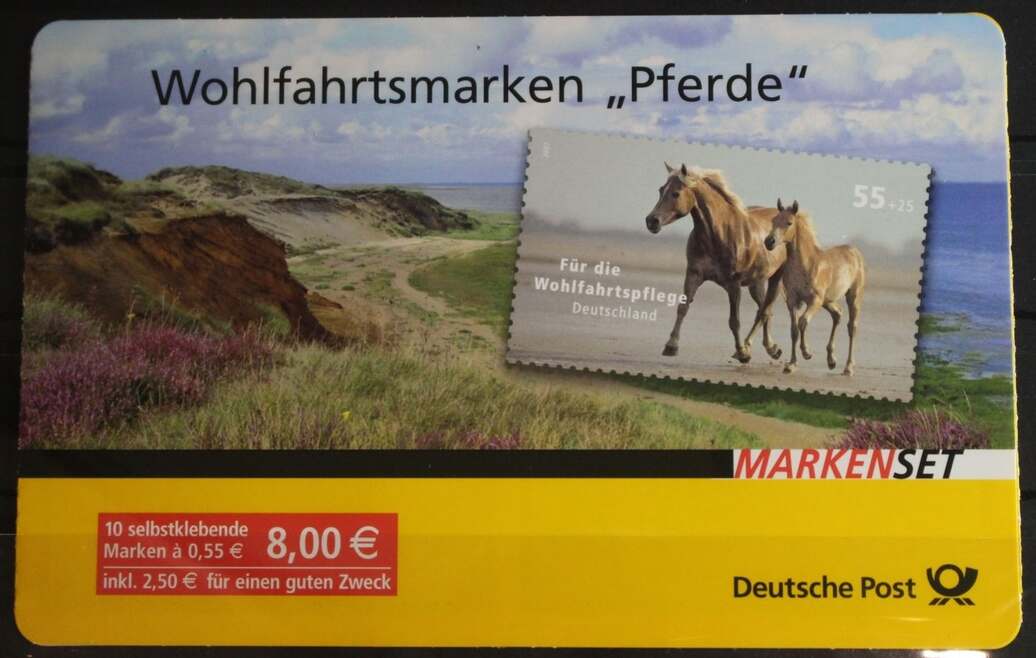 Wohlfahrtsmarken „Pferde“
55+25
Für die
Wohlfahrtspflege
Deutschland
MARKENSET
10 selbstklebende
Marken à 0,55 €
8,00 €
inkl. 2,50 € für einen guten Zweck
Deutsche Post